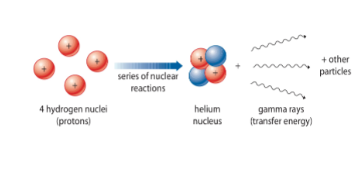 +
+
+
+
series of nuclear
reactions
+
+
+
+ other
particles
4 hydrogen nuclei
(protons)
helium
nucleus
gamma rays
(transfer energy)